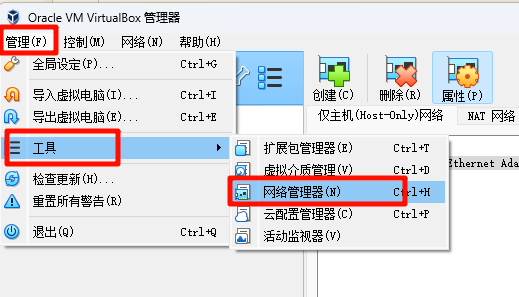 Oracle VM VirtualBox 管理器
管理(F) 控制(M) 网络(N) 帮助(H)
全局设定(P)... Ctrl+G
导入虚拟电脑(I)... Ctrl+I
导出虚拟电脑(E)... Ctrl+E
工具
检查更新(H)...
重置所有警告(R)
退出(Q) Ctrl+Q
创建(C) 删除(R) 属性(P)
仅主机(Host-Only)网络 NAT 网络
扩展包管理器(E) Ctrl+T
虚拟介质管理(V) Ctrl+D
网络管理器(N) Ctrl+H
云配置管理器(C) Ctrl+P
活动监视器(V)
Ethernet Ada